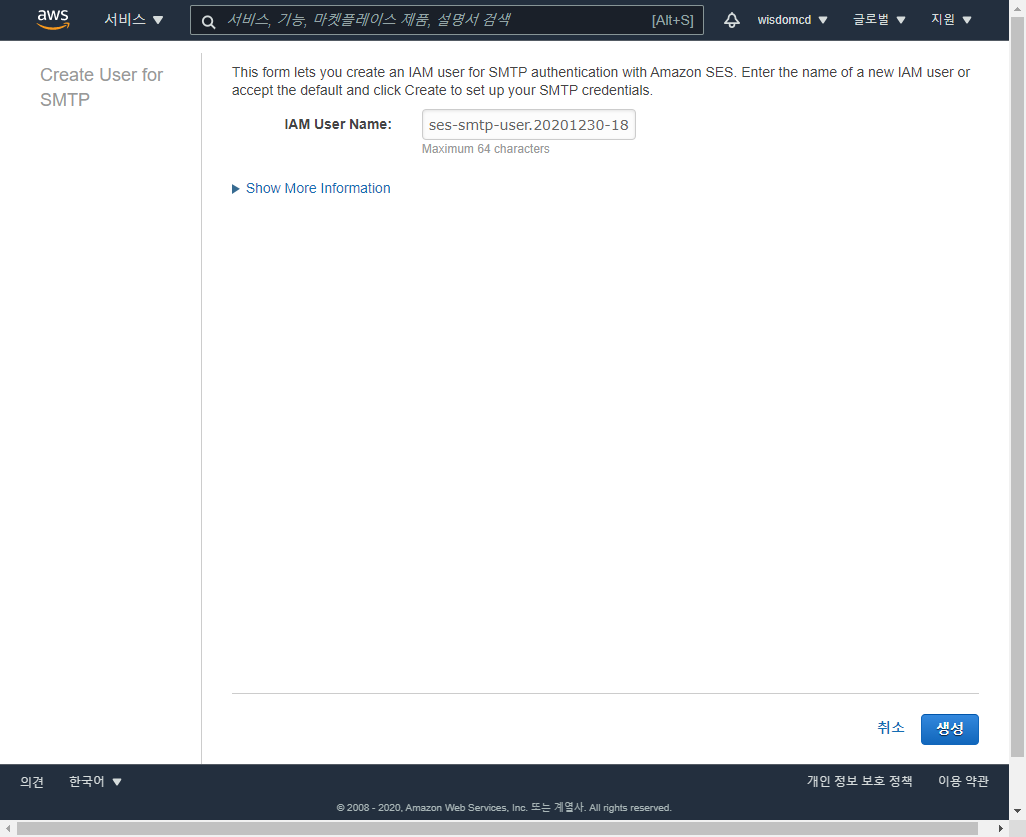 aws 서비스 서비스, 기능, 마켓플레이스 제품, 설명서 검색 [Alt+S] wisdomcd 글로벌 지원
Create User for
SMTP
This form lets you create an IAM user for SMTP authentication with Amazon SES. Enter the name of a new IAM user or
accept the default and click Create to set up your SMTP credentials.
IAM User Name: ses-smtp-user.20201230-18
Maximum 64 characters
Show More Information
취소 생성
의견 한국어 개인 정보 보호 정책 이용 약관
© 2008 - 2020, Amazon Web Services, Inc. 또는 계열사. All rights reserved.